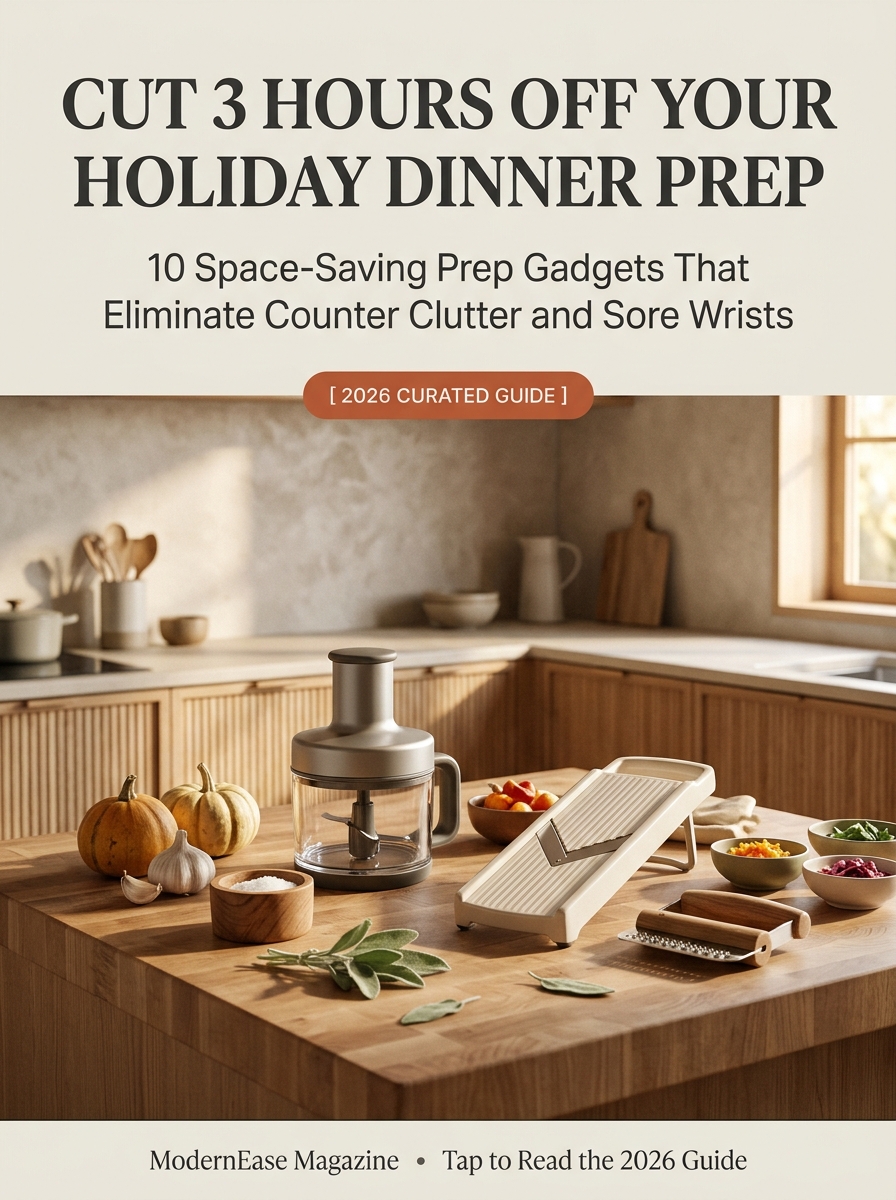 CUT 3 HOURS OFF YOUR
HOLIDAY DINNER PREP
10 Space-Saving Prep Gadgets That
Eliminate Counter Clutter and Sore Wrists
[ 2026 CURATED GUIDE ]
ModernEase Magazine • Tap to Read the 2026 Guide